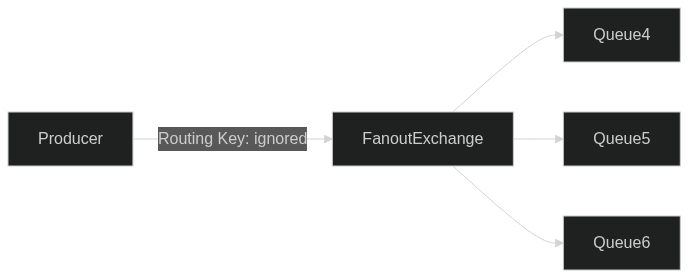 Queue4
Producer
Routing Key: ignored
FanoutExchange
Queue5
Queue6